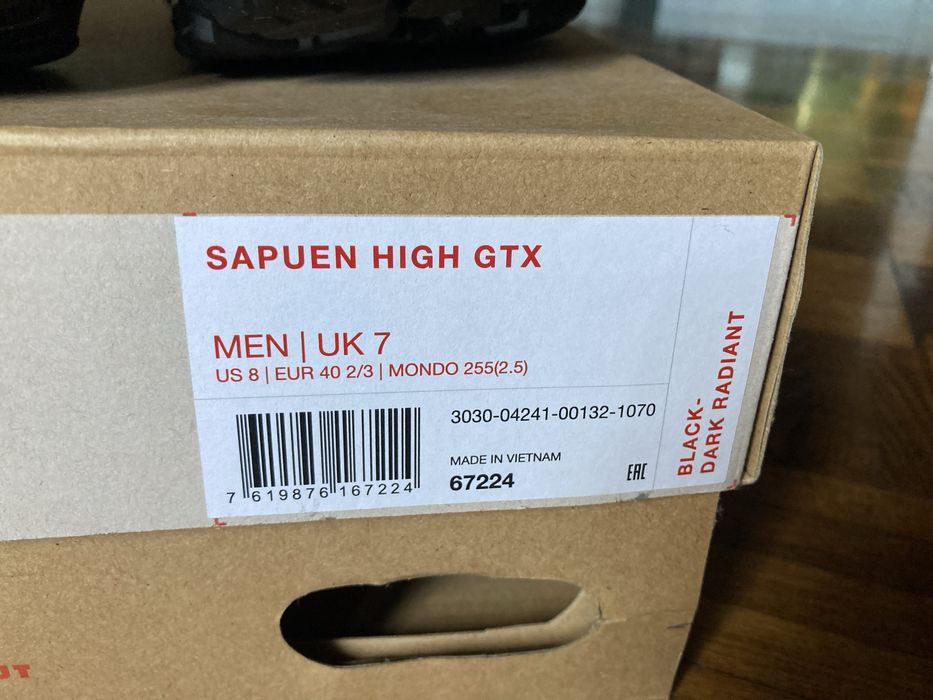 SAPUEN HIGH GTX
MEN | UK 7
US 8 | EUR 40 2/3 | MONDO 255(2.5)
7 619876 167224
3030-04241-00132-1070
MADE IN VIETNAM
67224
EAC
BLACK-
DARK RADIANT